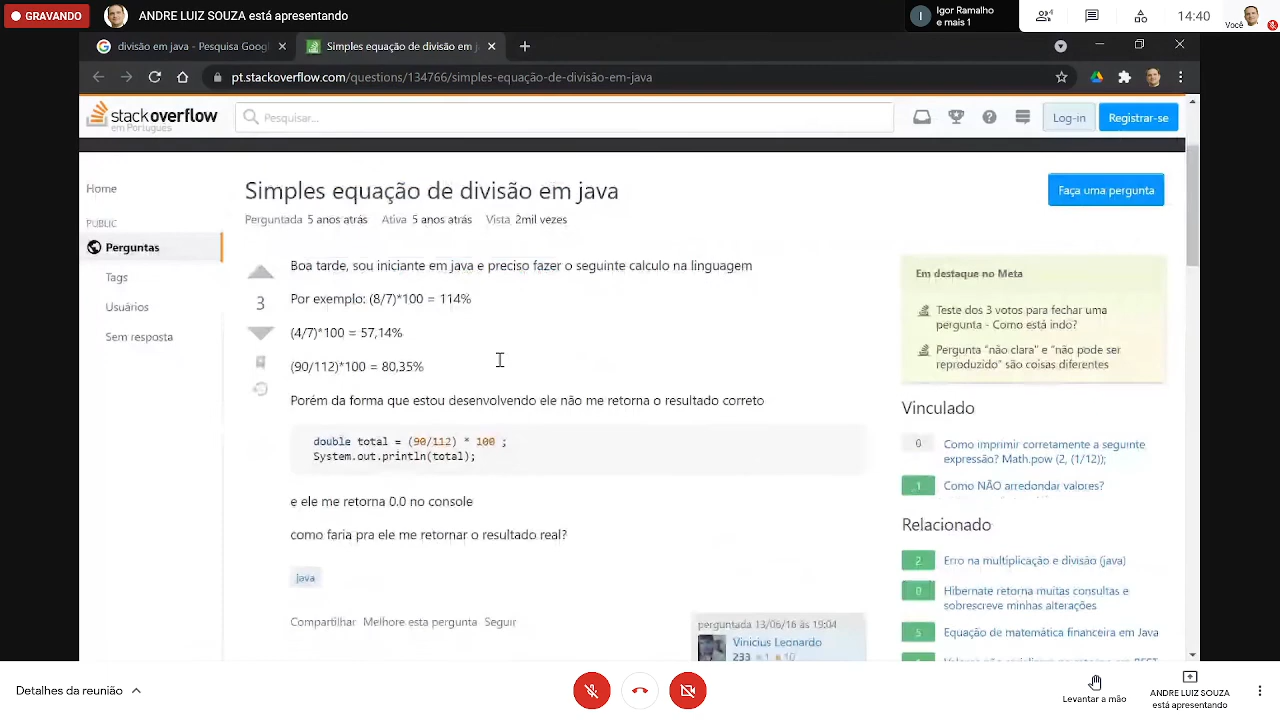 GRAVANDO
ANDRE LUIZ SOUZA está apresentando
I
Igor Ramalho
e mais 1
4
14:40
Você
divisão em java - Pesquisa Googl
Simples equação de divisão em j
pt.stackoverflow.com/questions/134766/simples-equação-de-divisão-em-java
stackoverflow
em Português
Pesquisar...
Log-in
Registrar-se
Home
PUBLIC
Perguntas
Tags
Usuários
Sem resposta
Simples equação de divisão em java
Faça uma pergunta
Perguntada 5 anos atrás Ativa 5 anos atrás Vista 2mil vezes
3
Boa tarde, sou iniciante em java e preciso fazer o seguinte calculo na linguagem
Por exemplo: (8/7)*100 = 114%
(4/7)*100 = 57,14%
(90/112)*100 = 80,35%
Porém da forma que estou desenvolvendo ele não me retorna o resultado correto
double total = (90/112) * 100 ;
System.out.println(total);
e ele me retorna 0.0 no console
como faria pra ele me retornar o resultado real?
java
Compartilhar Melhore esta pergunta Seguir
perguntada 13/06/16 às 19:04
Vinicius Leonardo
233 1 10
Em destaque no Meta
Teste dos 3 votos para fechar uma
pergunta - Como está indo?
Pergunta "não clara" e "não pode ser
reproduzido" são coisas diferentes
Vinculado
0 Como imprimir corretamente a seguinte
expressão? Math.pow (2, (1/12));
1 Como NÃO arredondar valores?
Relacionado
2 Erro na multiplicação e divisão (java)
0 Hibernate retorna muitas consultas e
sobrescreve minhas alterações
5 Equação de matemática financeira em Java
Detalhes da reunião
Levantar a mão
ANDRE LUIZ SOUZA
está apresentando